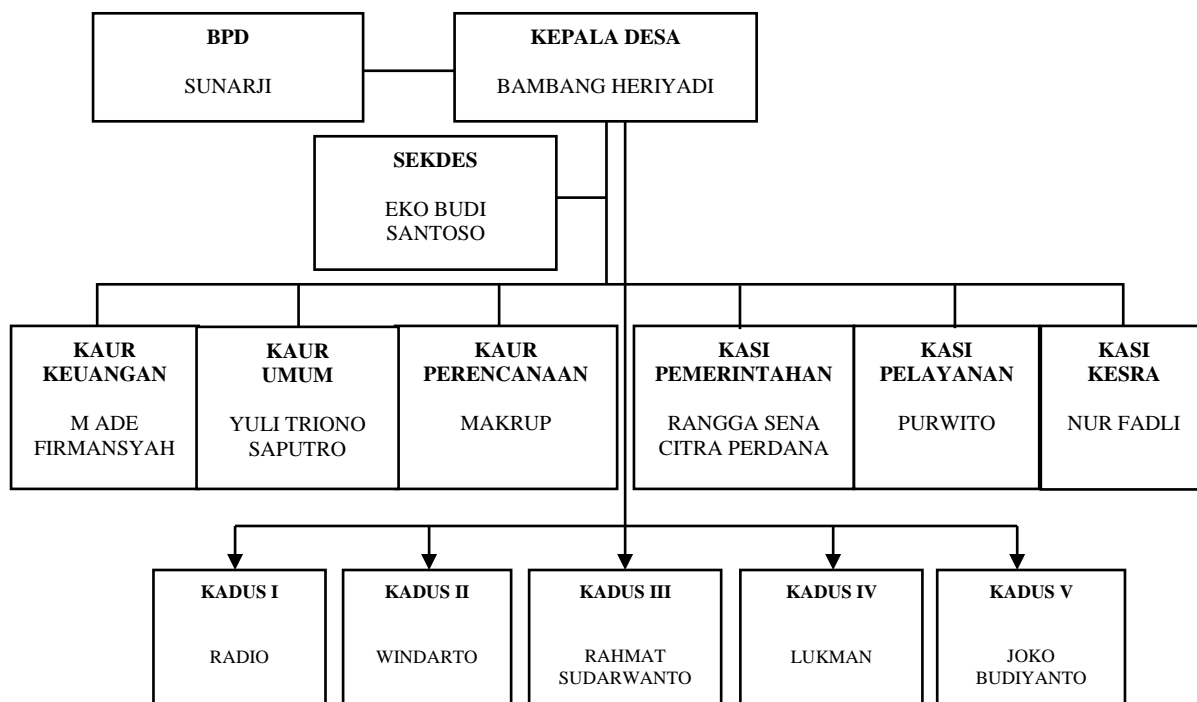 BPD
SUNARJI
KEPALA DESA
BAMBANG HERIYADI
SEKDES
EKO BUDI
SANTOSO
KAUR
KEUANGAN
M ADE
FIRMANSYAH
KAUR
UMUM
YULI TRIONO
SAPUTRO
KAUR
PERENCANAAN
MAKRUP
KASI
PEMERINTAHAN
RANGGA SENA
CITRA PERDANA
KASI
PELAYANAN
PURWITO
KASI
KESRA
NUR FADLI
KADUS I
RADIO
KADUS II
WINDARTO
KADUS III
RAHMAT
SUDARWANTO
KADUS IV
LUKMAN
KADUS V
JOKO
BUDIYANTO